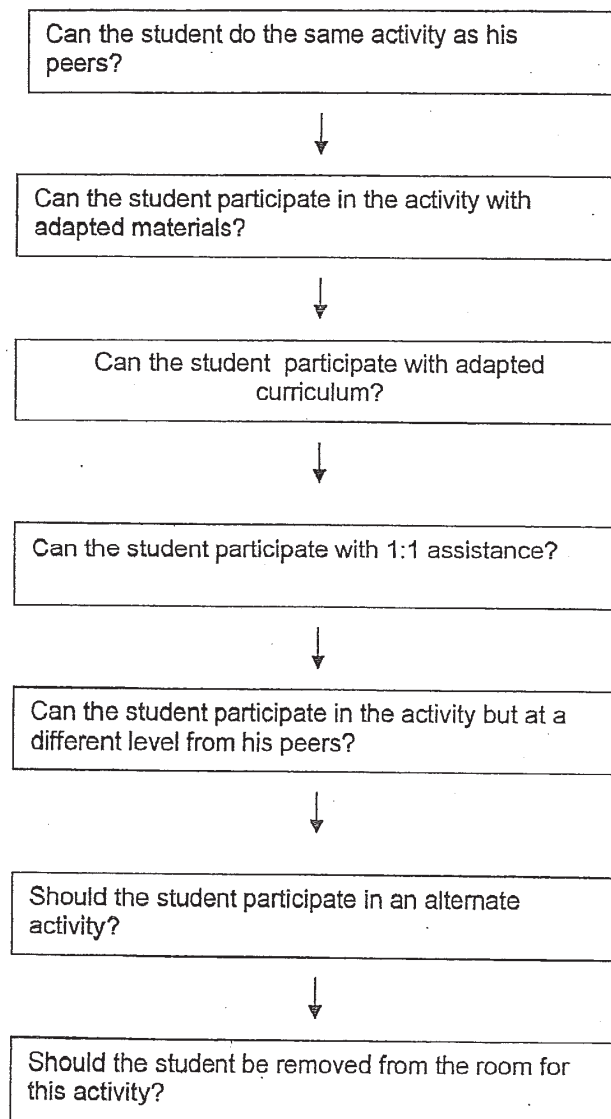 Can the student do the same activity as his
peers?
Can the student participate in the activity with
adapted materials?
Can the student participate with adapted
curriculum?
Can the student participate with 1:1 assistance?
Can the student participate in the activity but at a
different level from his peers?
Should the student participate in an alternate
activity?
Should the student be removed from the room for
this activity?